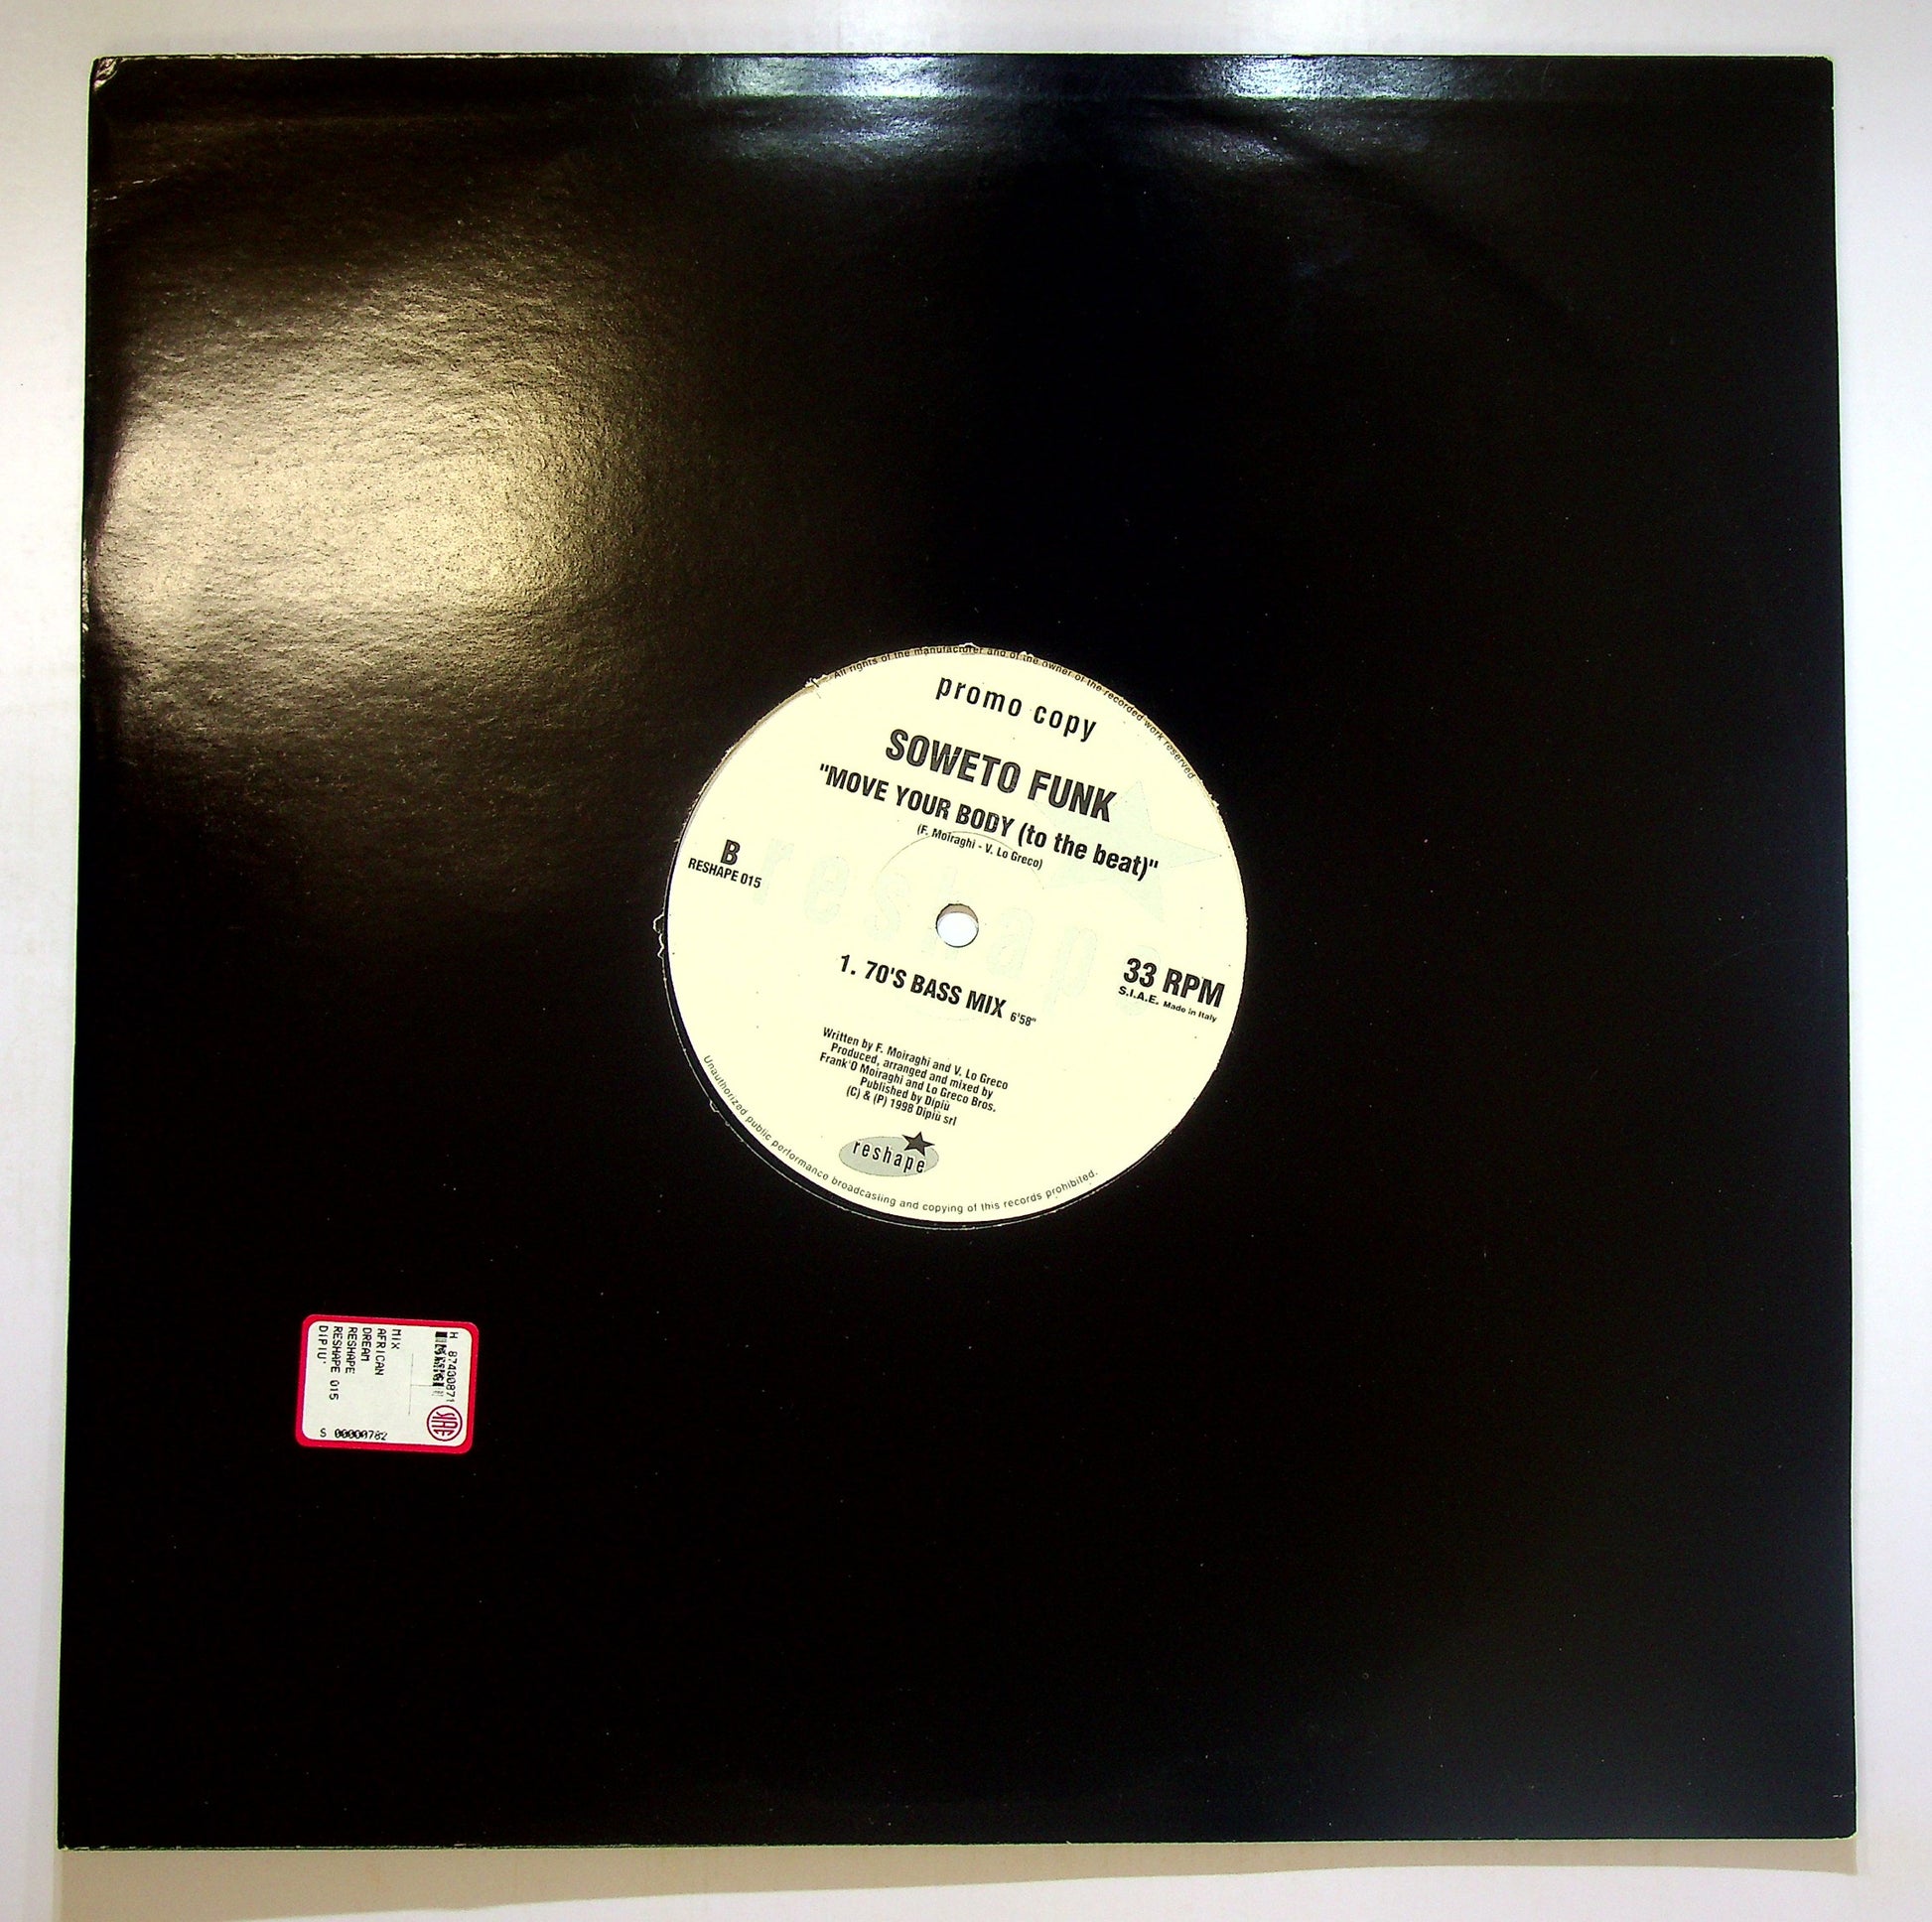 All rights of the manufacturer and of the owner of the recorded work reserved
promo copy
SOWETO FUNK
"MOVE YOUR BODY (to the beat)"
(F. Moiraghi - V. Lo Greco)
B
RESHAPE 015
reshape
33 RPM
S.I.A.E. Made in Italy
1. 70'S BASS MIX 6'58"
Written by F. Moiraghi and V. Lo Greco
Produced, arranged and mixed by
Frank'O Moiraghi and Lo Greco Bros.
Published by Dipiù
(C) & (P) 1998 Dipiù srl
reshape
Unauthorized public performance broadcasting and copying of this records prohibited.
H 87400871
SIAE
MIX
AFRICAN
DREAM
RESHAPE
RESHAPE 015
DIPIU'
S 00000782